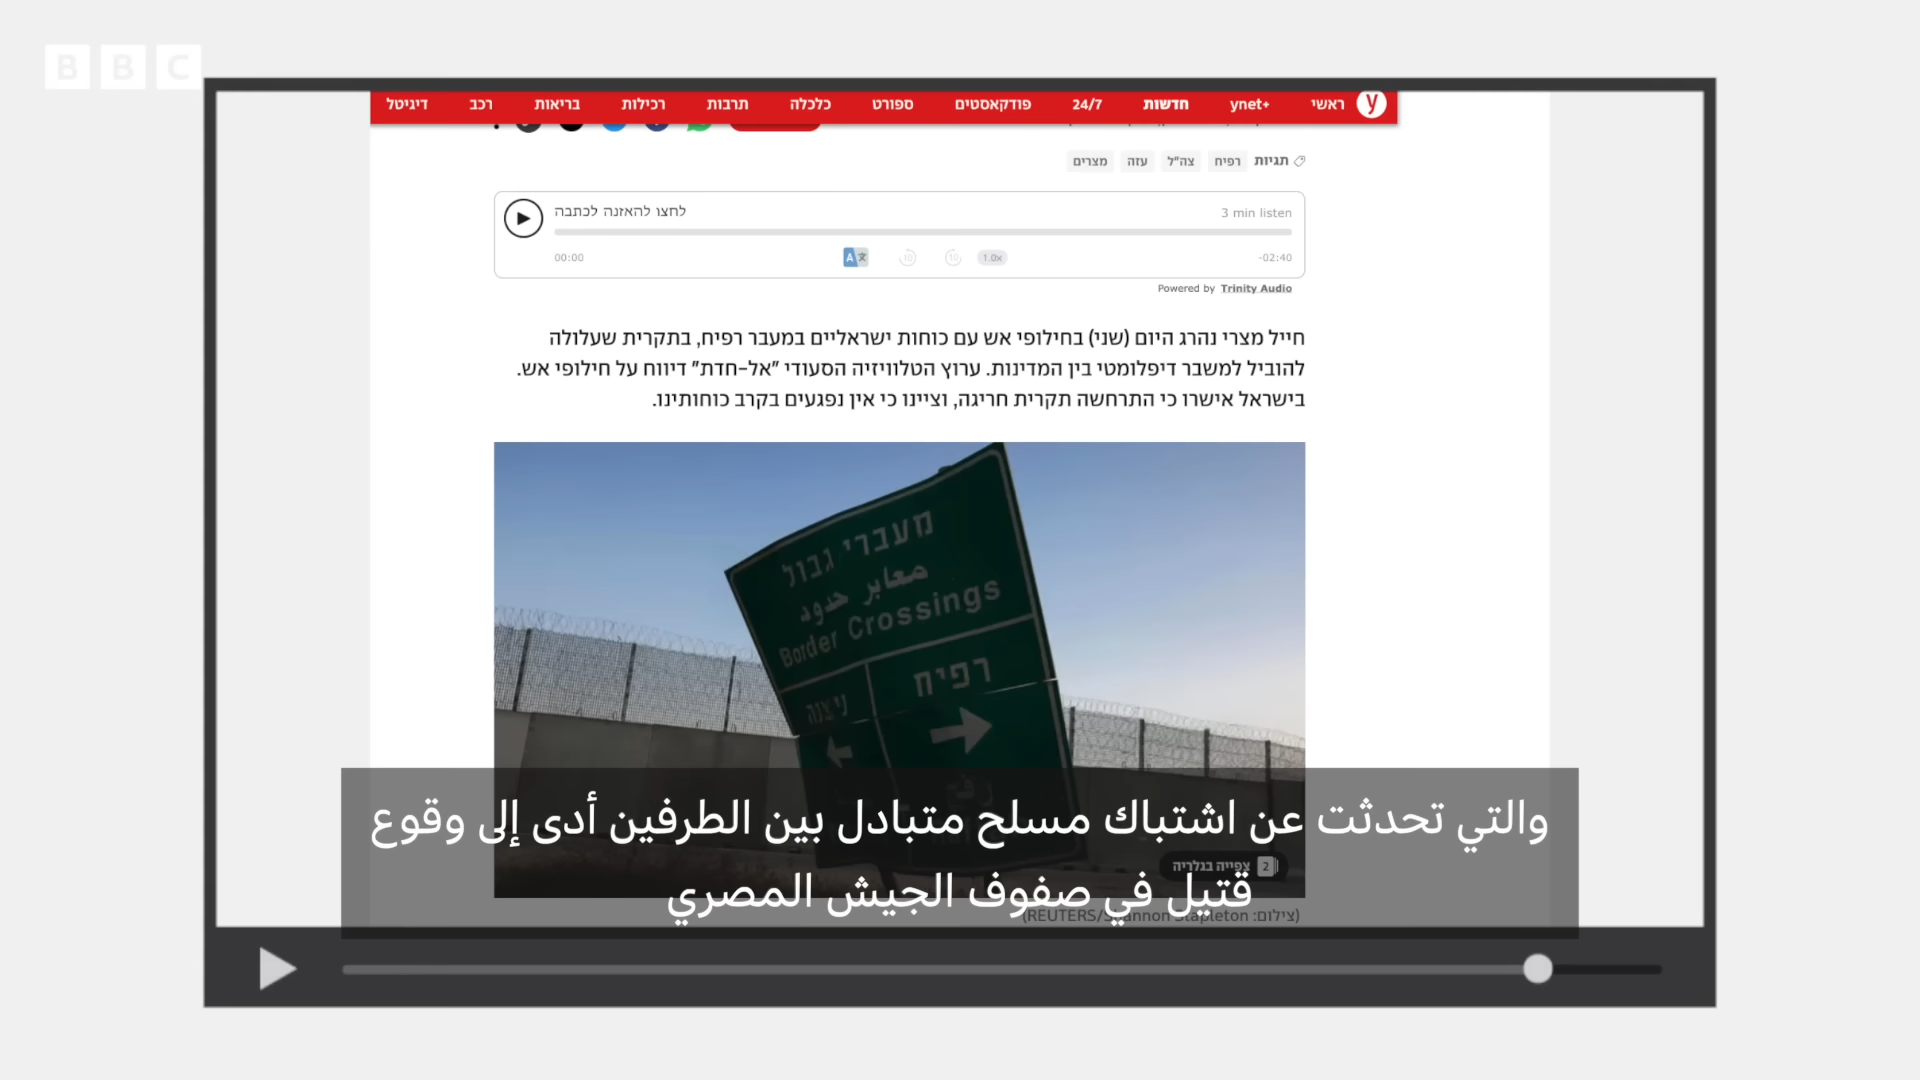 BBC
ראשי ynet+ חדשות 24/7 פודקאסטים ספורט כלכלה תרבות רכילות בריאות רכב דיגיטל
תגיות רפיח צה"ל עזה מצרים
לחצו להאזנה לכתבה 3 min listen
00:00 10 10 1.0x -02:40
Powered by Trinity Audio
חייל מצרי נהרג היום (שני) בחילופי אש עם כוחות ישראליים במעבר רפיח, בתקרית שעלולה
להוביל למשבר דיפלומטי בין המדינות. ערוץ הטלוויזיה הסעודי "אל-חדת" דיווח על חילופי אש.
בישראל אישרו כי התרחשה תקרית חריגה, וציינו כי אין נפגעים בקרב כוחותינו.
מעברי גבול
معابر حدود
Border Crossings
רפיח
ניצנה
والتي تحدثت عن اشتباك مسلح متبادل بين الطرفين أدى إلى وقوع
قتيل في صفوف الجيش المصري
2 צפייה בגלריה
(צילום: REUTERS/Shannon Stapleton)